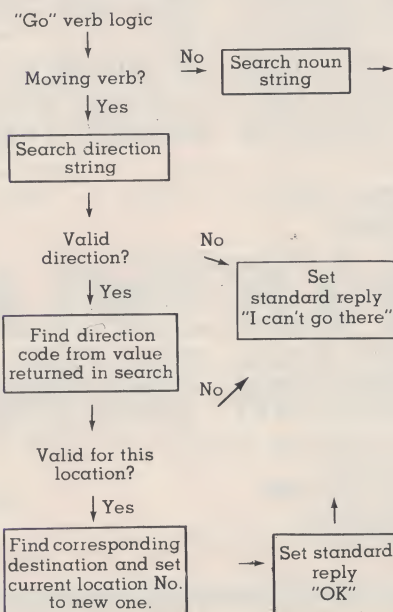 "Go" verb logic
Moving verb?
No
Search noun
string
Yes
Search direction
string
Valid
direction?
No
Set
standard reply
"I can't go there"
Yes
Find direction
code from value
returned in search
No
Valid for this
location?
Yes
Find corresponding
destination and set
current location No.
to new one.
Set standard
reply
"OK"